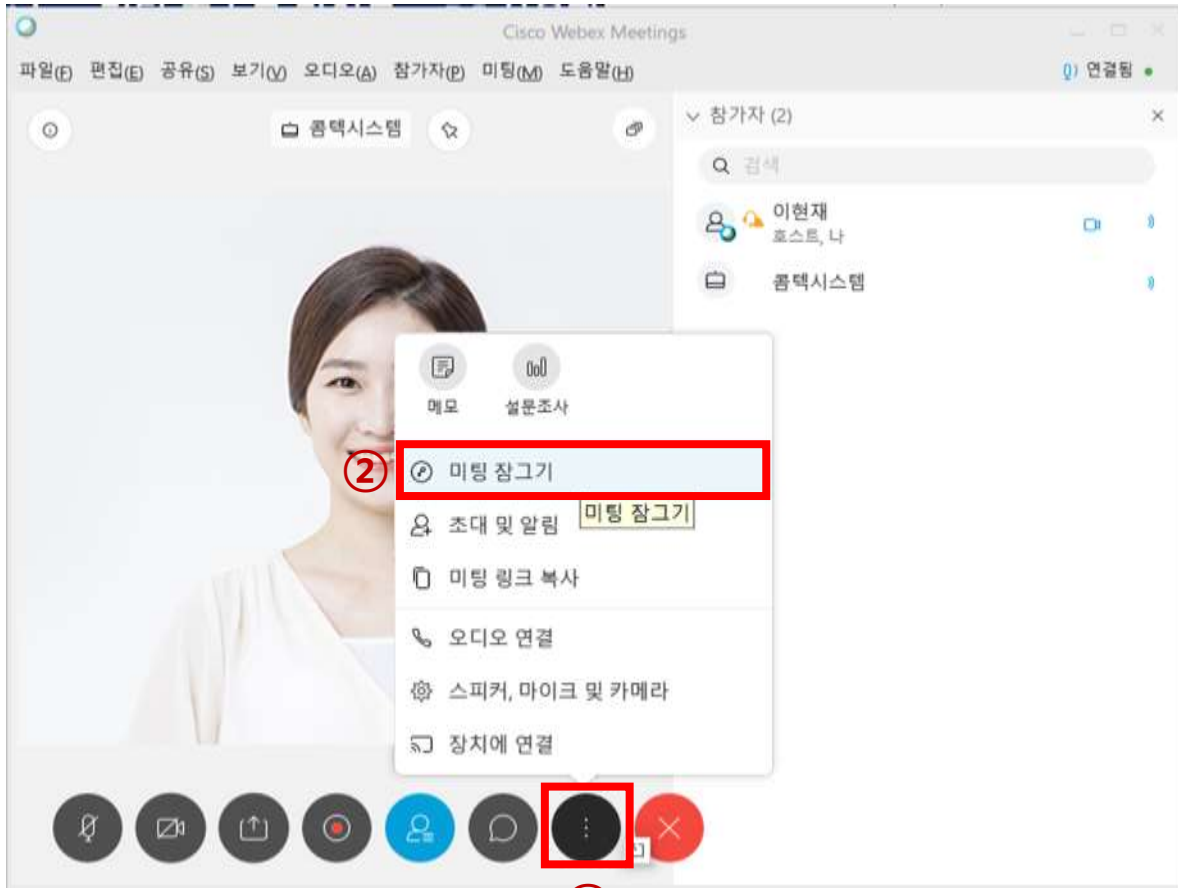 Cisco Webex Meetings
파일(F) 편집(E) 공유(S) 보기(V) 오디오(A) 참가자(P) 미팅(M) 도움말(H)
연결됨
콤텍시스템
참가자 (2)
검색
이현재
호스트, 나
콤텍시스템
메모 설문조사
② 미팅 잠그기
미팅 잠그기
초대 및 알림
미팅 링크 복사
오디오 연결
스피커, 마이크 및 카메라
장치에 연결